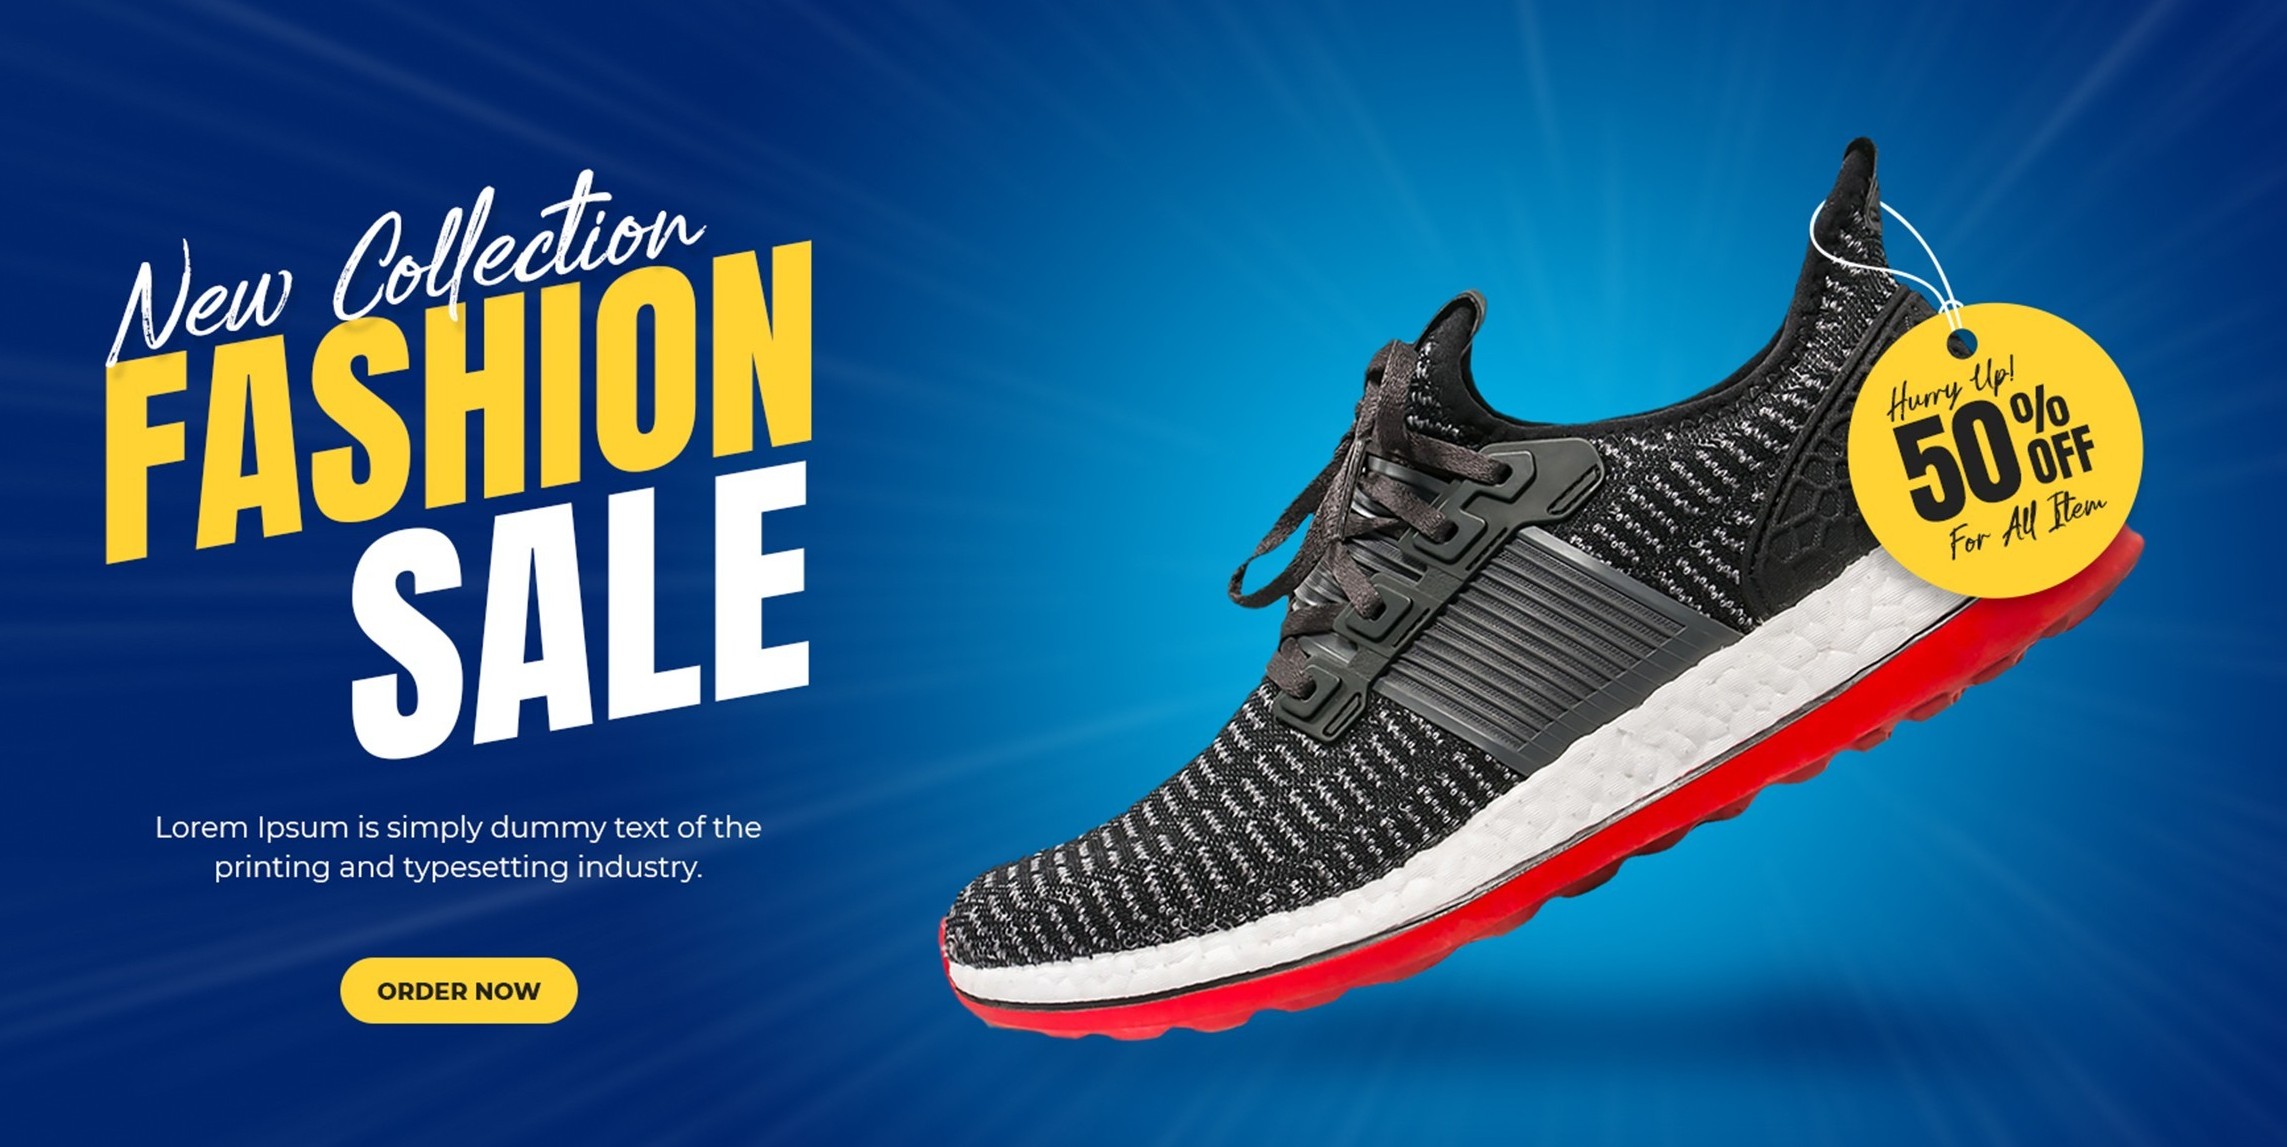 New Collection
FASHION
SALE
Lorem Ipsum is simply dummy text of the
printing and typesetting industry.
ORDER NOW
Hurry Up!
50%
OFF
For All Item